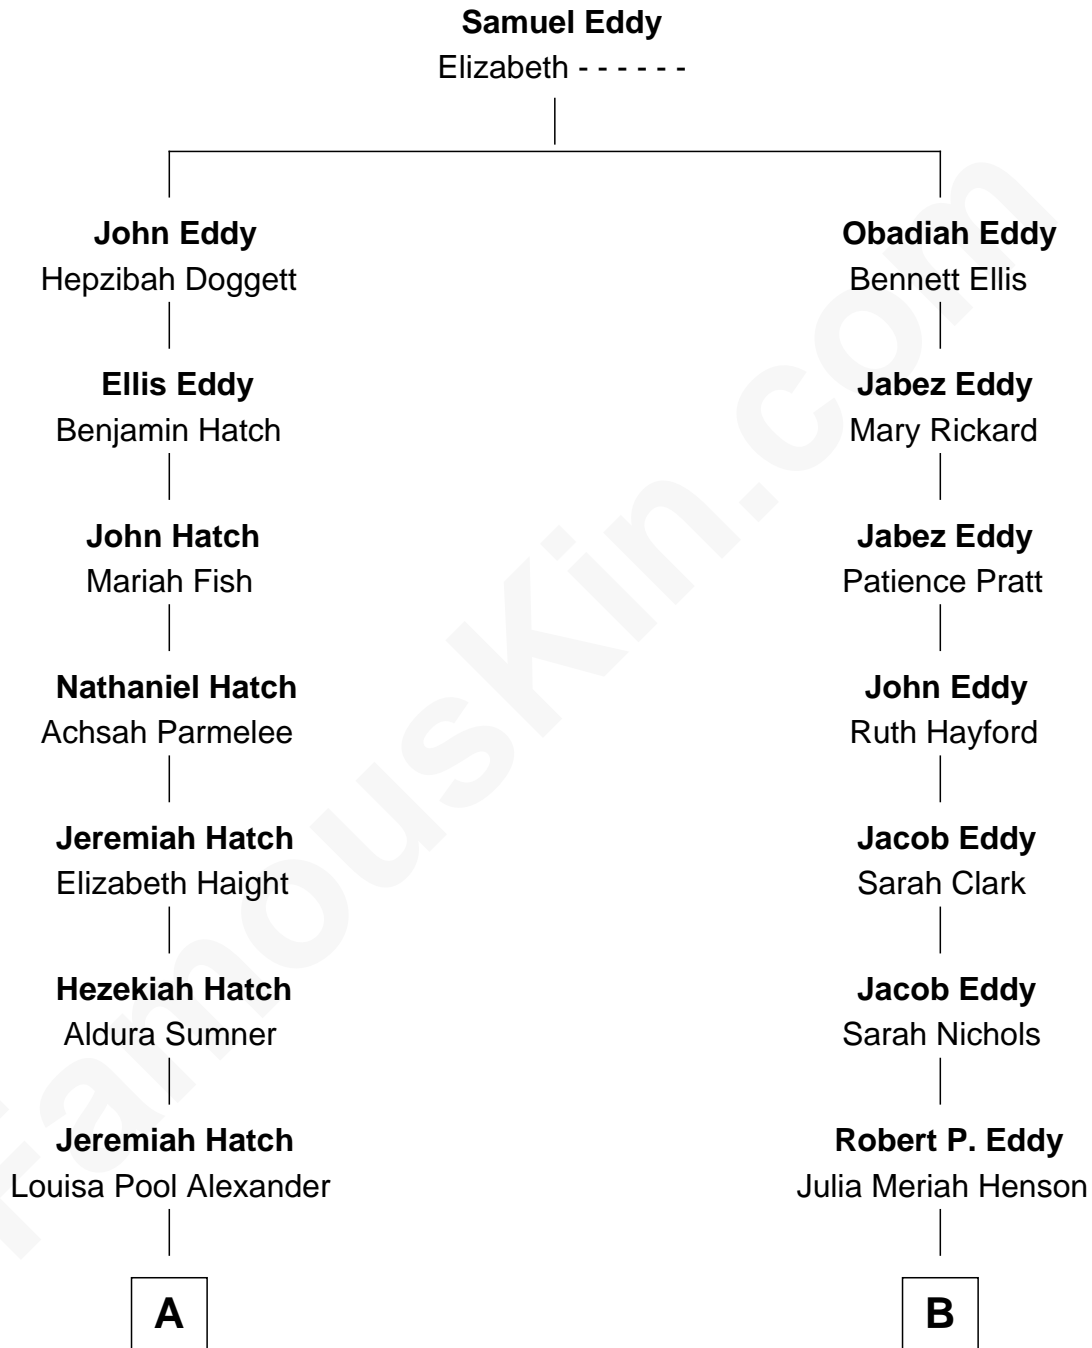 Samuel Eddy
Elizabeth - - - - - -
John Eddy
Hepzibah Doggett
Obadiah Eddy
Bennett Ellis
Ellis Eddy
Benjamin Hatch
Jabez Eddy
Mary Rickard
John Hatch
Mariah Fish
Jabez Eddy
Patience Pratt
Nathaniel Hatch
Achsah Parmelee
John Eddy
Ruth Hayford
Jeremiah Hatch
Elizabeth Haight
Jacob Eddy
Sarah Clark
Hezekiah Hatch
Aldura Sumner
Jacob Eddy
Sarah Nichols
Jeremiah Hatch
Louisa Pool Alexander
Robert P. Eddy
Julia Meriah Henson
A
B
FamousKin.com